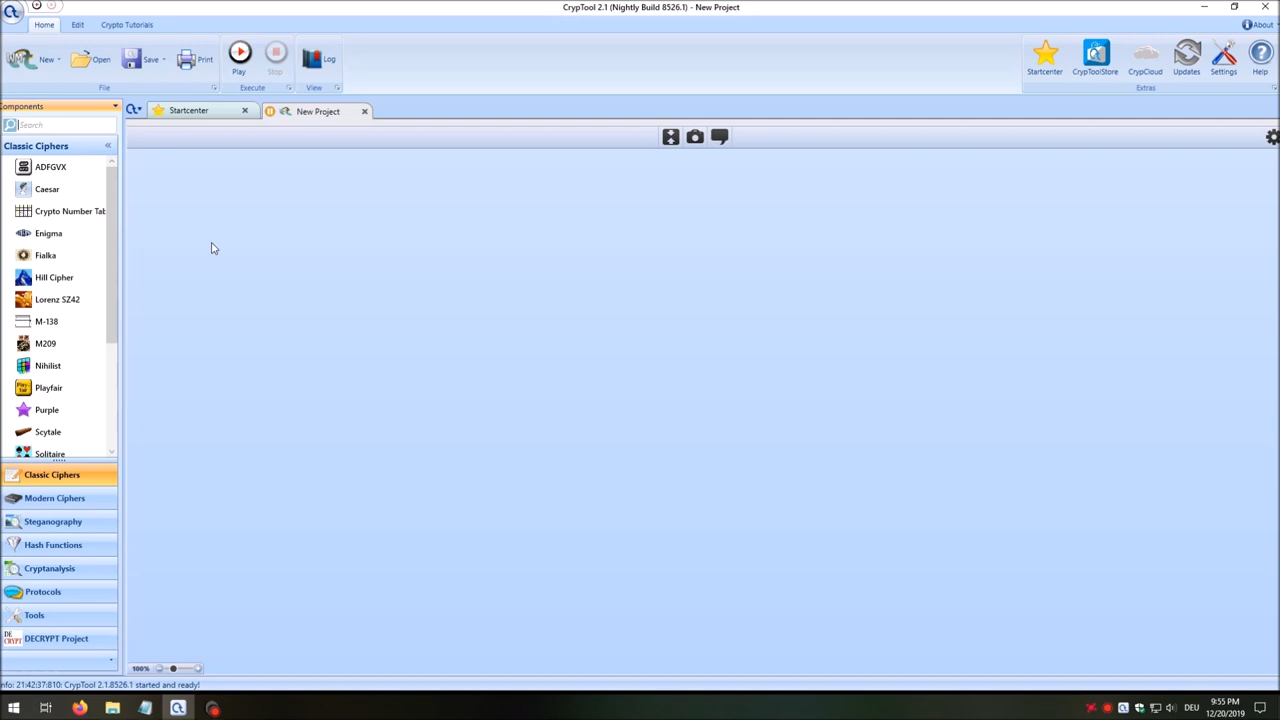 CrypTool 2.1 (Nightly Build 8526.1) - New Project
Home Edit Crypto Tutorials
About
New Open Save Print Play Stop Log
Startcenter CrypToolStore CrypCloud Updates Settings Help
File Execute View Extras
Components
Startcenter New Project
Search
Classic Ciphers
ADFGVX
Caesar
Crypto Number Tab
Enigma
Fialka
Hill Cipher
Lorenz SZ42
M-138
M209
Nihilist
Playfair
Purple
Scytale
Solitaire
Classic Ciphers
Modern Ciphers
Steganography
Hash Functions
Cryptanalysis
Protocols
Tools
DECRYPT Project
100%
nfo: 21:42:37:810: CrypTool 2.1.8526.1 started and ready!
DEU
9:55 PM
12/20/2019